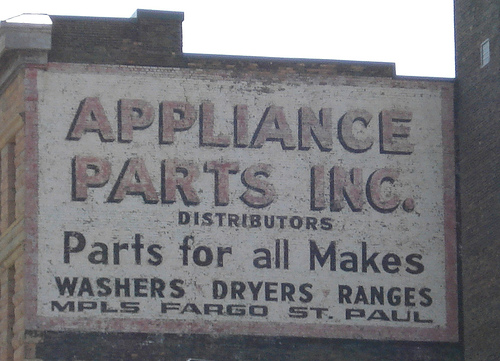 APPLIANCE
PARTS INC.
DISTRIBUTORS
Parts for all Makes
WASHERS DRYERS RANGES
MPLS FARGO ST. PAUL